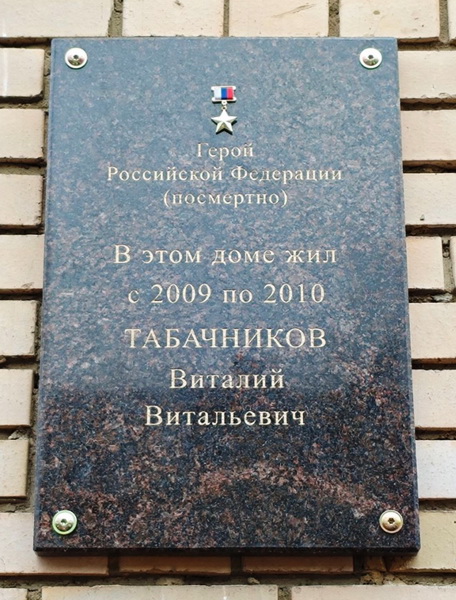 Герой
Российской Федерации
(посмертно)
В этом доме жил
с 2009 по 2010
ТАБАЧНИКОВ
Виталий
Витальевич